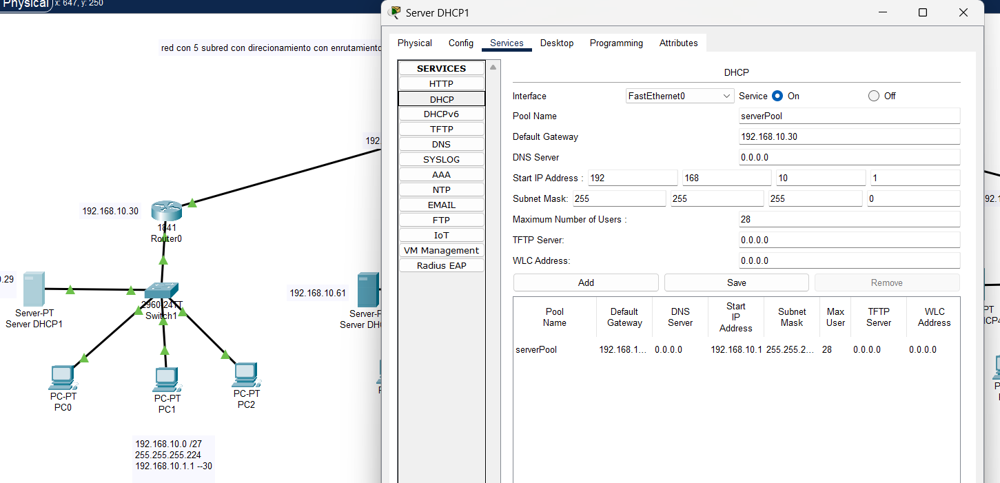 Physical x: 647, y: 250
red con 5 subred con direcionamiento con enrutamiento
192.
192.168.10.30
1841
Router0
0.29
Server-PT
Server DHCP1
2960-24TT
Switch1
192.168.10.61
Server-P
Server DHC
PC-PT
PC0
PC-PT
PC1
PC-PT
PC2
192.168.10.0 /27
255.255.255.224
192.168.10.1.1 --30
Server DHCP1
Physical Config Services Desktop Programming Attributes
SERVICES
HTTP
DHCP
DHCPv6
TFTP
DNS
SYSLOG
AAA
NTP
EMAIL
FTP
IoT
VM Management
Radius EAP
DHCP
Interface FastEthernet0 Service On Off
Pool Name serverPool
Default Gateway 192.168.10.30
DNS Server 0.0.0.0
Start IP Address : 192 168 10 1
Subnet Mask: 255 255 255 0
Maximum Number of Users : 28
TFTP Server: 0.0.0.0
WLC Address: 0.0.0.0
Add Save Remove
Pool Name Default Gateway DNS Server Start IP Address Subnet Mask Max User TFTP Server WLC Address
serverPool 192.168.1... 0.0.0.0 192.168.10.1 255.255.2... 28 0.0.0.0 0.0.0.0
92.1
PT
CP4